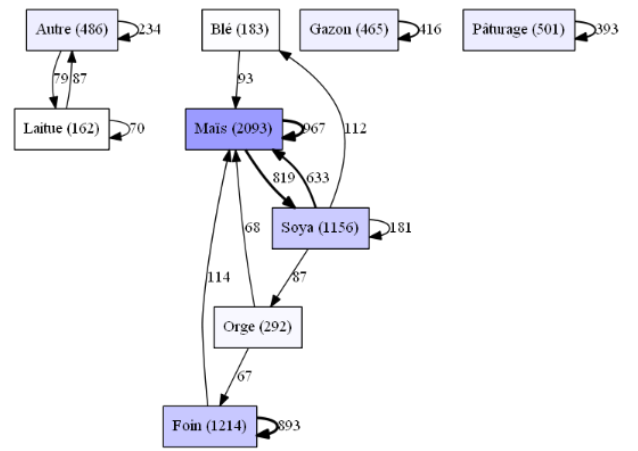 Autre (486)
234
Blé (183)
Gazon (465)
416
Pâturage (501)
393
79
87
93
Laitue (162)
70
Maïs (2093)
967
112
819
633
68
Soya (1156)
181
114
87
Orge (292)
67
Foin (1214)
893